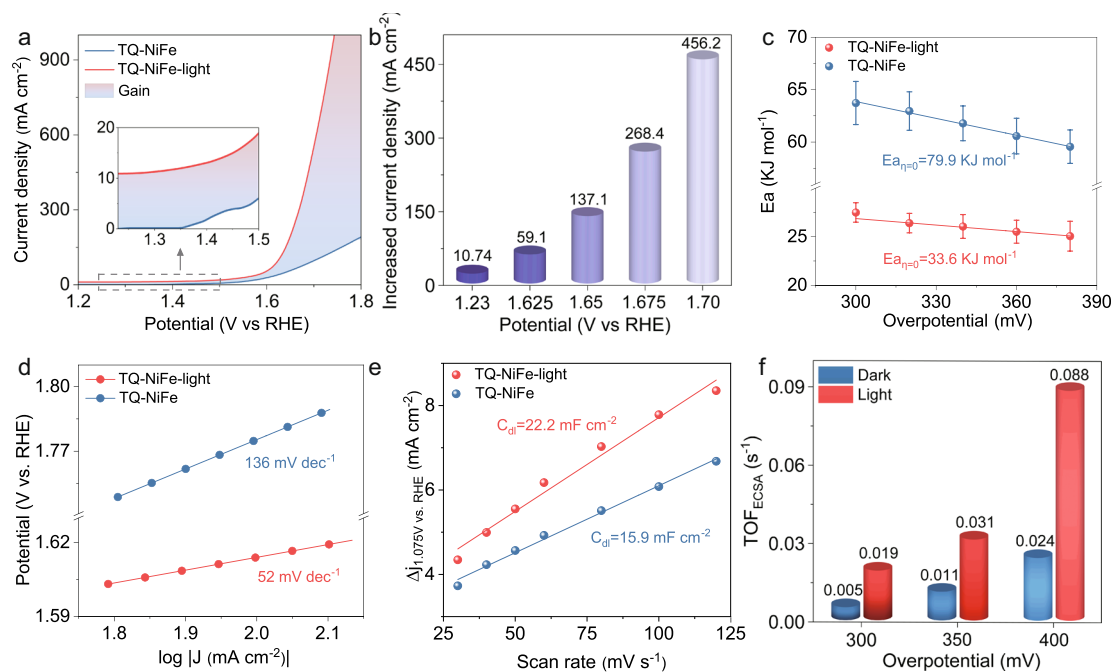 a
TQ-NiFe
TQ-NiFe-light
Gain
Current density (mA cm-2)
900
600
300
0
20
10
0
1.3
1.4
1.5
1.2
1.4
1.6
1.8
Potential (V vs RHE)
b
Increased current density (mA cm-2)
450
300
150
0
10.74
59.1
137.1
268.4
456.2
1.23
1.625
1.65
1.675
1.70
Potential (V vs RHE)
c
TQ-NiFe-light
TQ-NiFe
Ea (KJ mol-1)
70
65
60
25
20
Eaη=0=79.9 KJ mol-1
Eaη=0=33.6 KJ mol-1
300
330
360
390
Overpotential (mV)
d
TQ-NiFe-light
TQ-NiFe
Potential (V vs. RHE)
1.80
1.77
1.62
1.59
136 mV dec-1
52 mV dec-1
1.8
1.9
2.0
2.1
log |J (mA cm-2)|
e
TQ-NiFe-light
TQ-NiFe
Δj1.075V vs. RHE (mA cm-2)
8
6
4
Cdl=22.2 mF cm-2
Cdl=15.9 mF cm-2
25
50
75
100
125
Scan rate (mV s-1)
f
Dark
Light
TOFECSA (s-1)
0.09
0.06
0.03
0.00
0.005
0.019
0.011
0.031
0.024
0.088
300
350
400
Overpotential (mV)